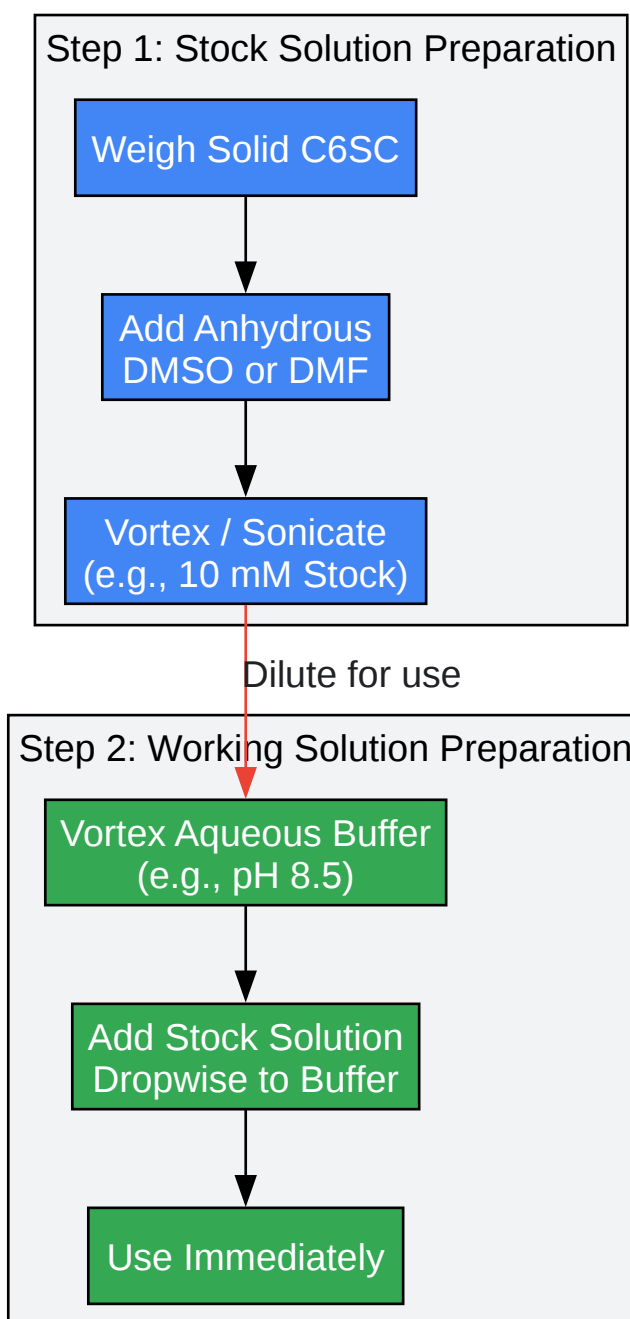 Step 1: Stock Solution Preparation
Weigh Solid C6SC
Add Anhydrous
DMSO or DMF
Vortex / Sonicate
(e.g., 10 mM Stock)
Dilute for use
Step 2: Working Solution Preparation
Vortex Aqueous Buffer
(e.g., pH 8.5)
Add Stock Solution
Dropwise to Buffer
Use Immediately